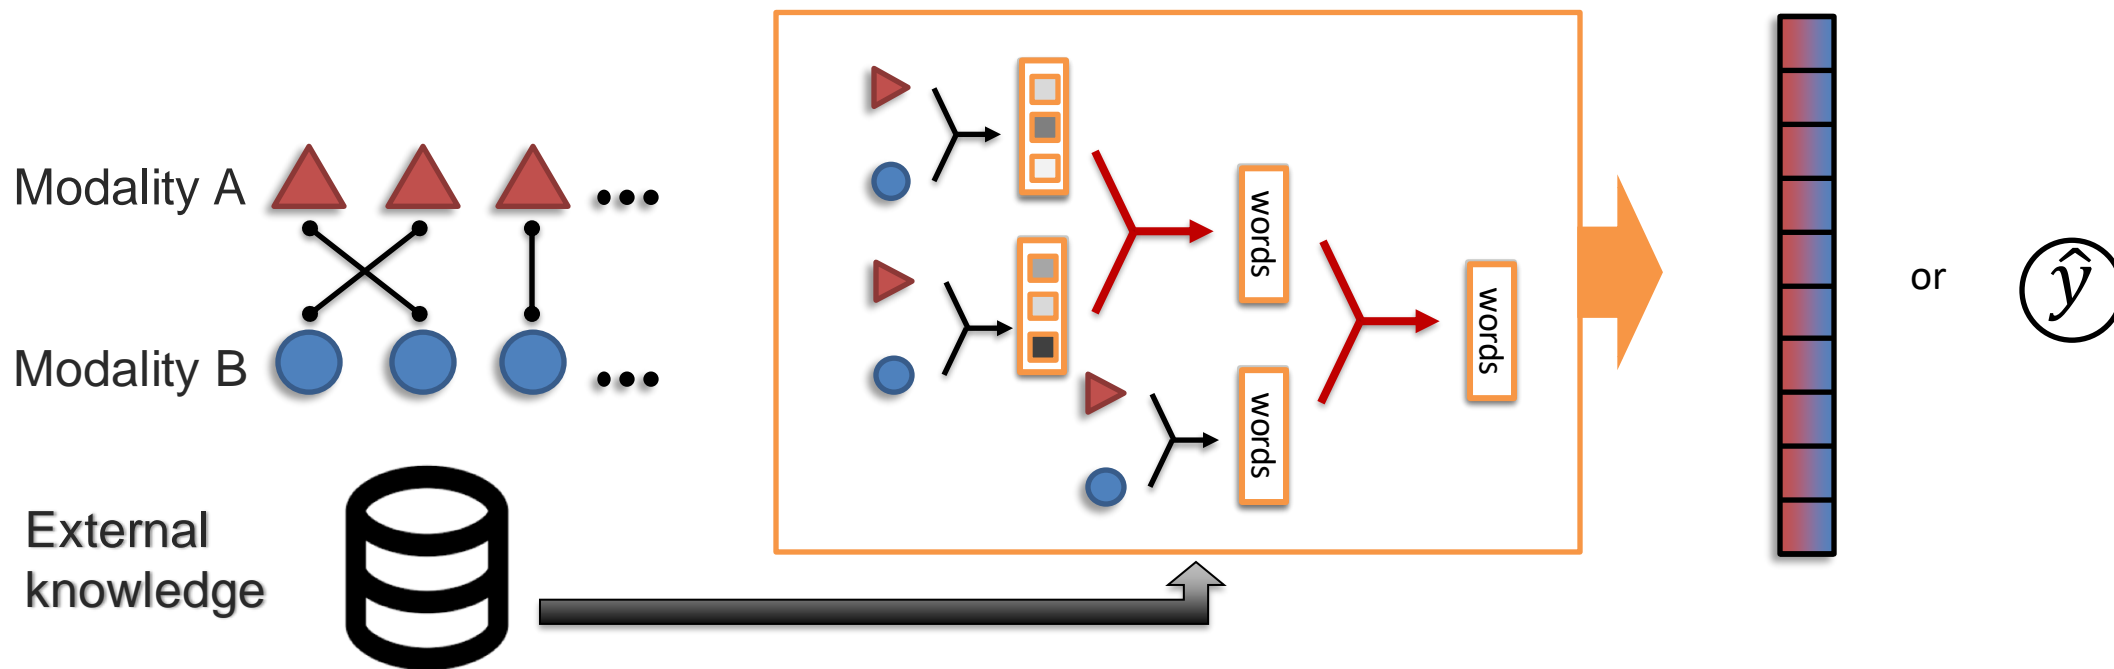 Modality A
Modality B
External
knowledge
words
words
words
or
ŷ